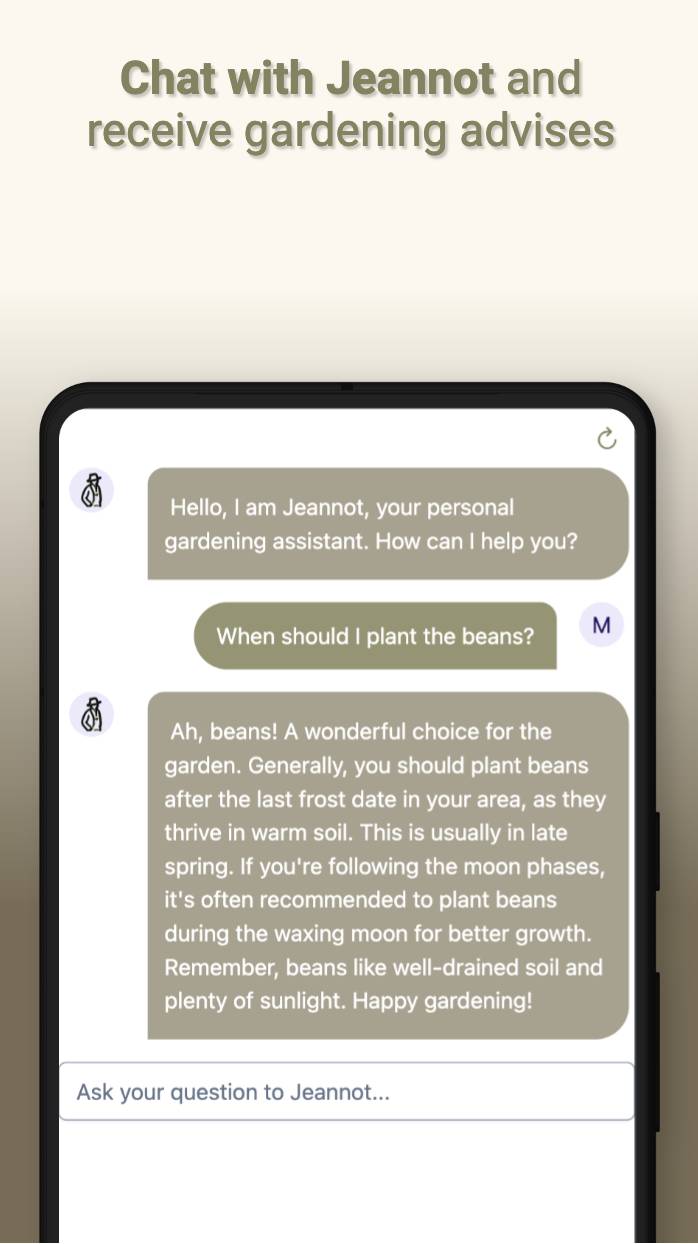 Chat with Jeannot and
receive gardening advises
Hello, I am Jeannot, your personal
gardening assistant. How can I help you?
When should I plant the beans?
M
Ah, beans! A wonderful choice for the
garden. Generally, you should plant beans
after the last frost date in your area, as they
thrive in warm soil. This is usually in late
spring. If you're following the moon phases,
it's often recommended to plant beans
during the waxing moon for better growth.
Remember, beans like well-drained soil and
plenty of sunlight. Happy gardening!
Ask your question to Jeannot...